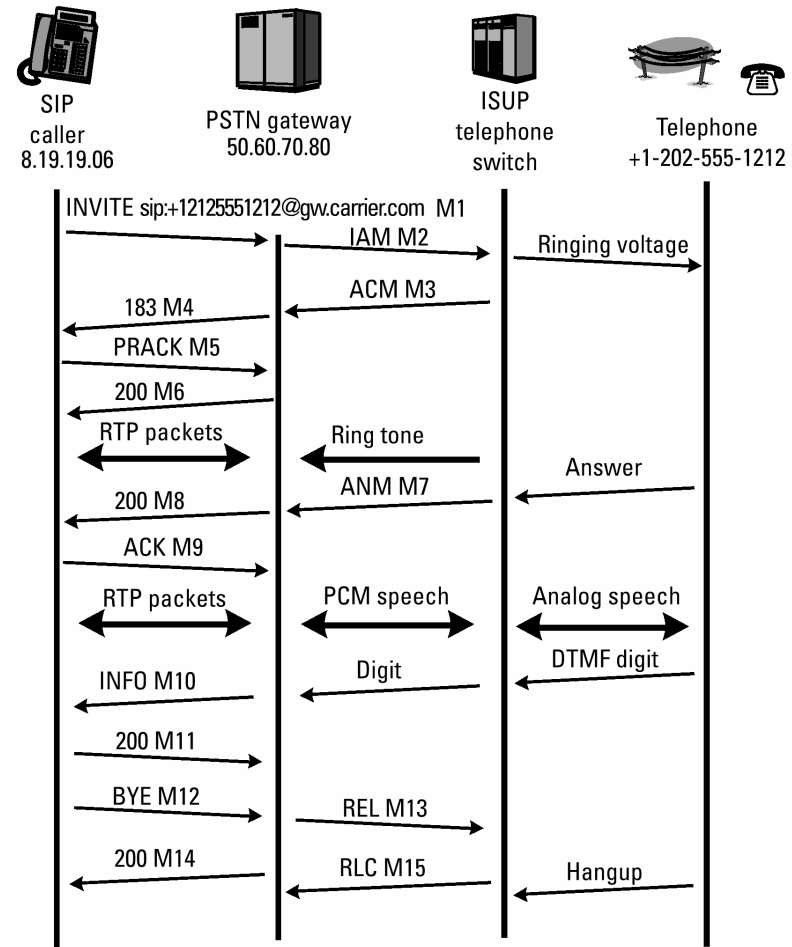 SIP
caller
8.19.19.06
PSTN gateway
50.60.70.80
ISUP
telephone
switch
Telephone
+1-202-555-1212
INVITE sip:+12125551212@gw.carrier.com M1
IAM M2
Ringing voltage
ACM M3
183 M4
PRACK M5
200 M6
RTP packets
Ring tone
Answer
ANM M7
200 M8
ACK M9
RTP packets
PCM speech
Analog speech
DTMF digit
Digit
INFO M10
200 M11
BYE M12
REL M13
200 M14
RLC M15
Hangup